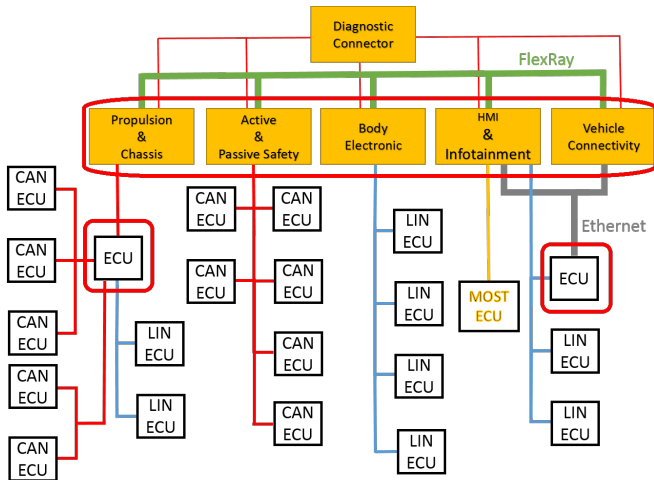 Diagnostic
Connector
FlexRay
Propulsion
&
Chassis
Active
&
Passive Safety
Body
Electronic
HMI
&
Infotainment
Vehicle
Connectivity
CAN
ECU
CAN
ECU
CAN
ECU
CAN
ECU
CAN
ECU
ECU
LIN
ECU
LIN
ECU
CAN
ECU
CAN
ECU
CAN
ECU
CAN
ECU
CAN
ECU
CAN
ECU
LIN
ECU
LIN
ECU
LIN
ECU
LIN
ECU
MOST
ECU
Ethernet
ECU
LIN
ECU
LIN
ECU